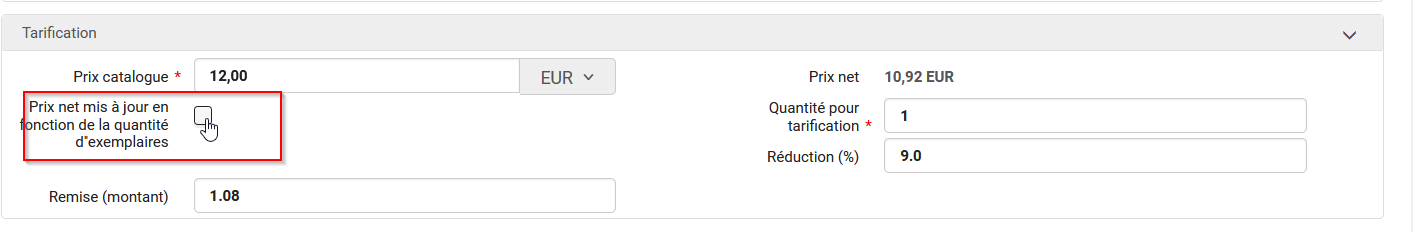 Tarification
Prix catalogue * 12,00 EUR
Prix net 10,92 EUR
Prix net mis à jour en
fonction de la quantité
d"exemplaires
Quantité pour
tarification * 1
Réduction (%) 9.0
Remise (montant) 1.08